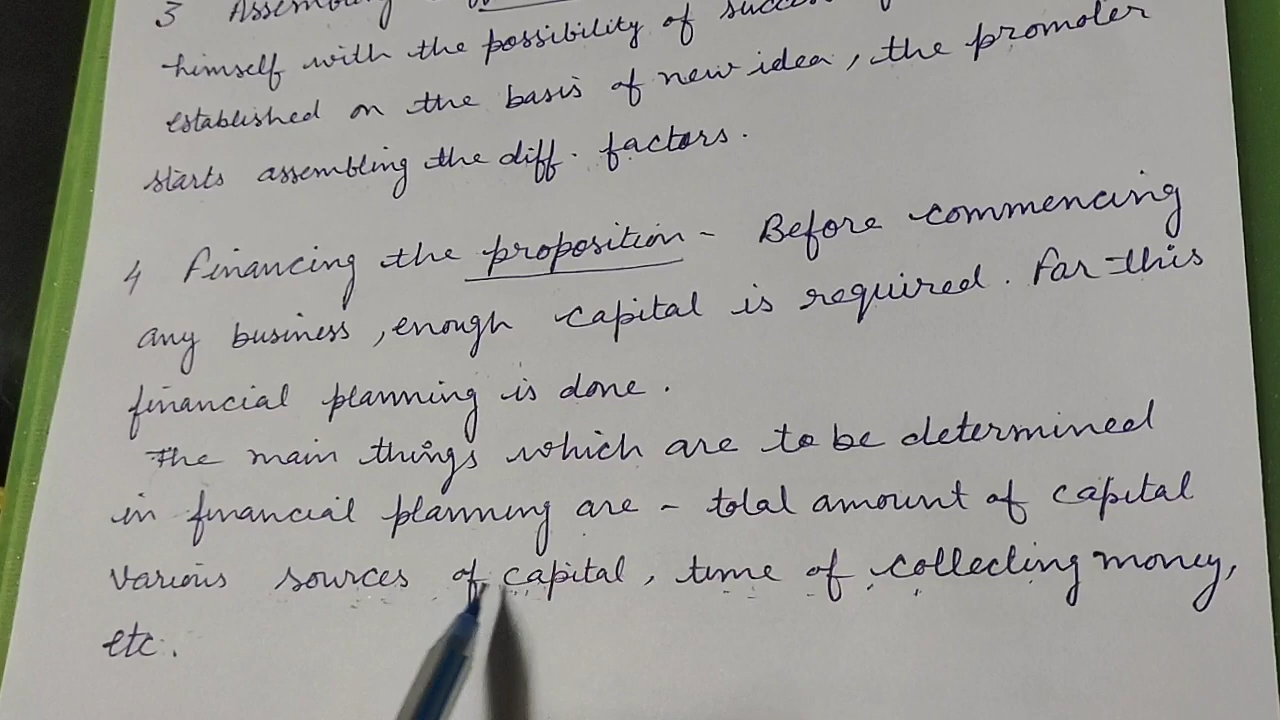 3 Assembling
himself with the possibility of success
established on the basis of new idea, the promoter
starts assembling the diff. factors.
4 Financing the proposition - Before commencing
any business, enough capital is required. For this
financial planning is done.
The main things which are to be determined
in financial planning are - total amount of capital
various sources of capital, time of collecting money,
etc.